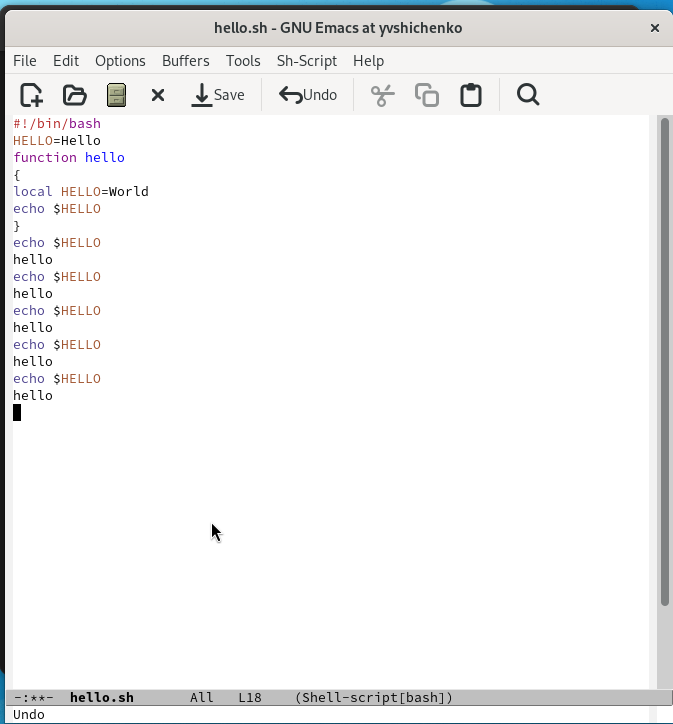 hello.sh - GNU Emacs at yvshichenko
File Edit Options Buffers Tools Sh-Script Help
Save Undo
#!/bin/bash
HELLO=Hello
function hello
{
local HELLO=World
echo $HELLO
}
echo $HELLO
hello
echo $HELLO
hello
echo $HELLO
hello
echo $HELLO
hello
echo $HELLO
hello
-:**- hello.sh All L18 (Shell-script[bash])
Undo